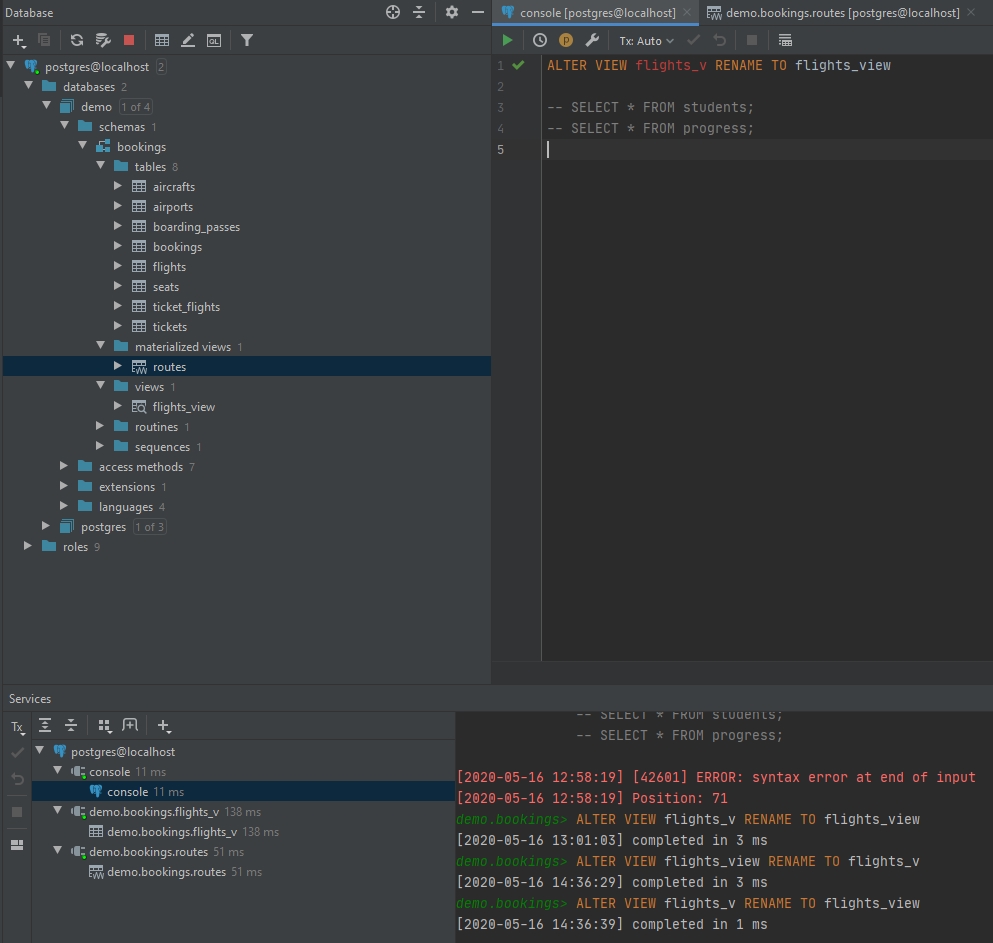 Database
postgres@localhost 2
databases 2
demo 1 of 4
schemas 1
bookings
tables 8
aircrafts
airports
boarding_passes
bookings
flights
seats
ticket_flights
tickets
materialized views 1
routes
views 1
flights_view
routines 1
sequences 1
access methods 7
extensions 1
languages 4
postgres 1 of 3
roles 9
console [postgres@localhost]
demo.bookings.routes [postgres@localhost]
Tx: Auto
1 ALTER VIEW flights_v RENAME TO flights_view
2
3 -- SELECT * FROM students;
4 -- SELECT * FROM progress;
5
Services
Tx
postgres@localhost
console 11 ms
console 11 ms
demo.bookings.flights_v 138 ms
demo.bookings.flights_v 138 ms
demo.bookings.routes 51 ms
demo.bookings.routes 51 ms
-- SELECT * FROM students;
-- SELECT * FROM progress;
[2020-05-16 12:58:19] [42601] ERROR: syntax error at end of input
[2020-05-16 12:58:19] Position: 71
demo.bookings> ALTER VIEW flights_v RENAME TO flights_view
[2020-05-16 13:01:03] completed in 3 ms
demo.bookings> ALTER VIEW flights_view RENAME TO flights_v
[2020-05-16 14:36:29] completed in 3 ms
demo.bookings> ALTER VIEW flights_v RENAME TO flights_view
[2020-05-16 14:36:39] completed in 1 ms